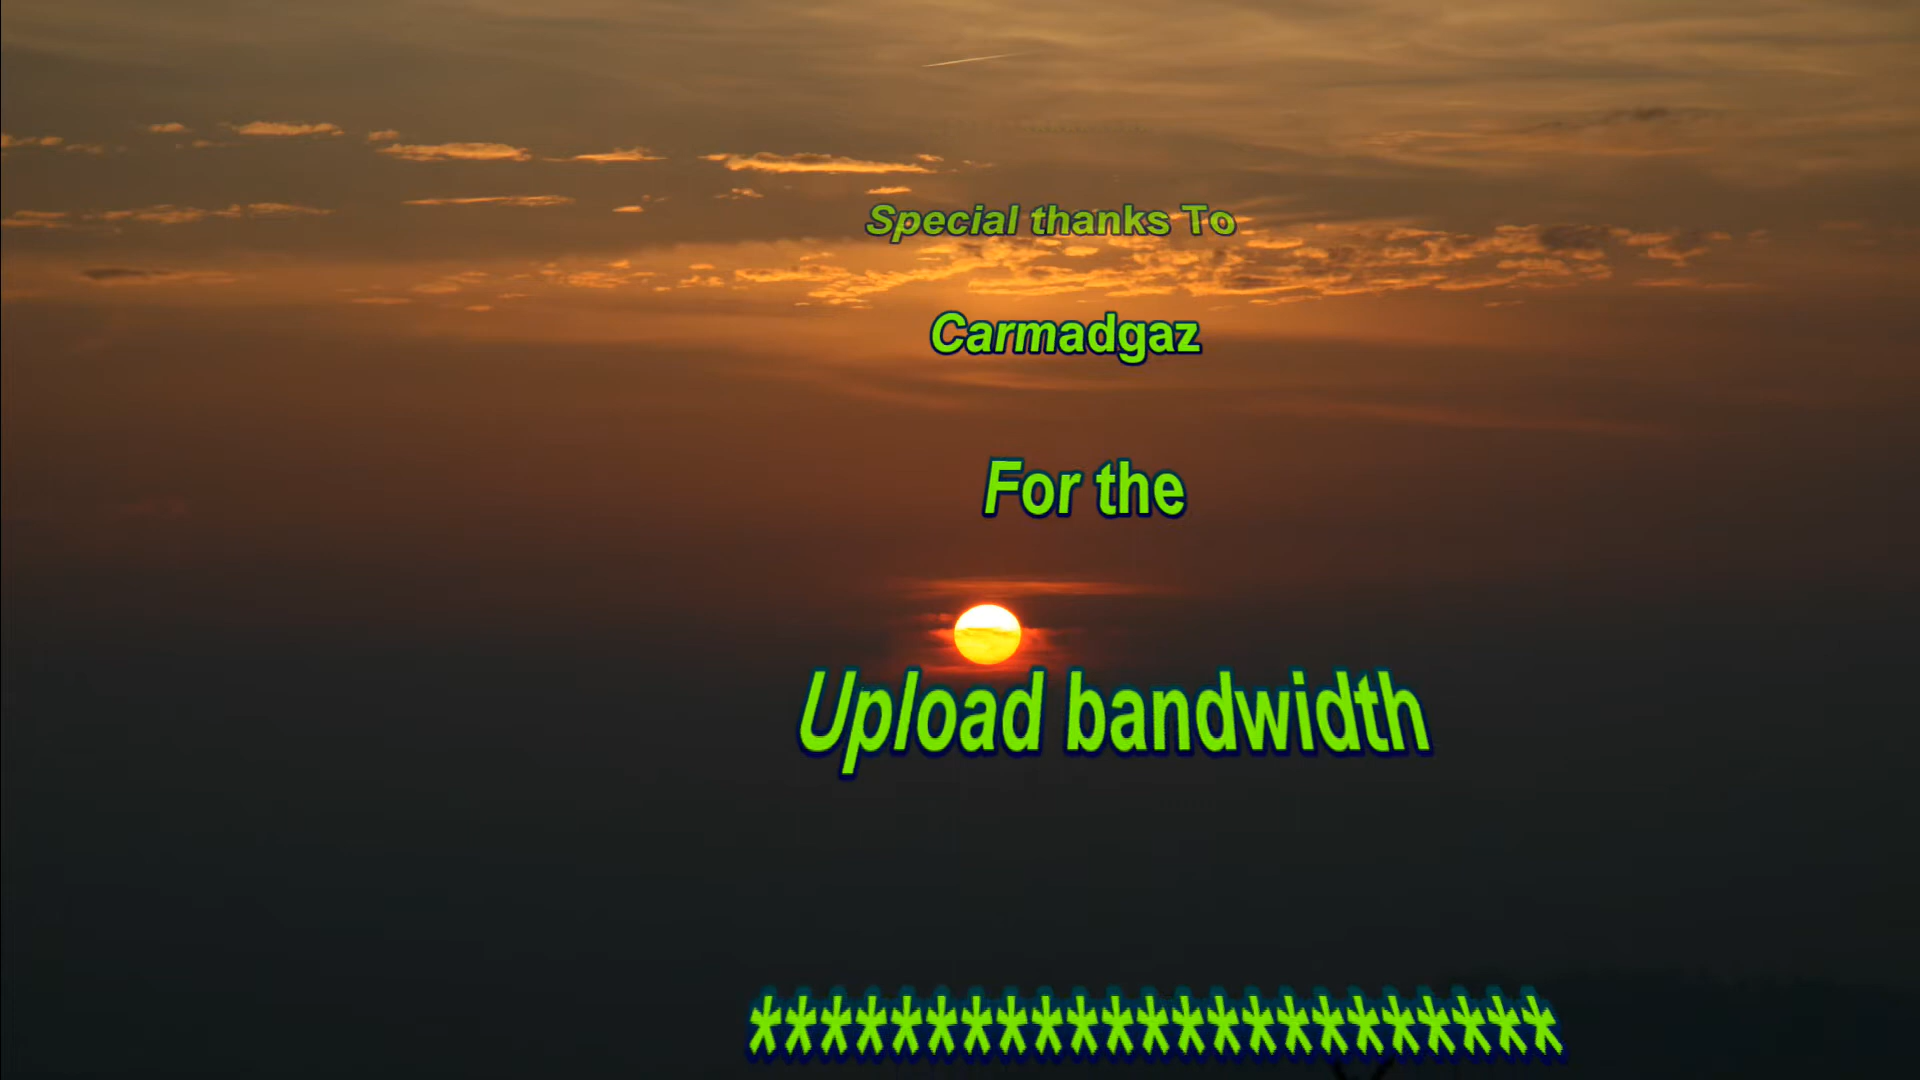 Special thanks To
Carmadgaz
For the
Upload bandwidth
***********************